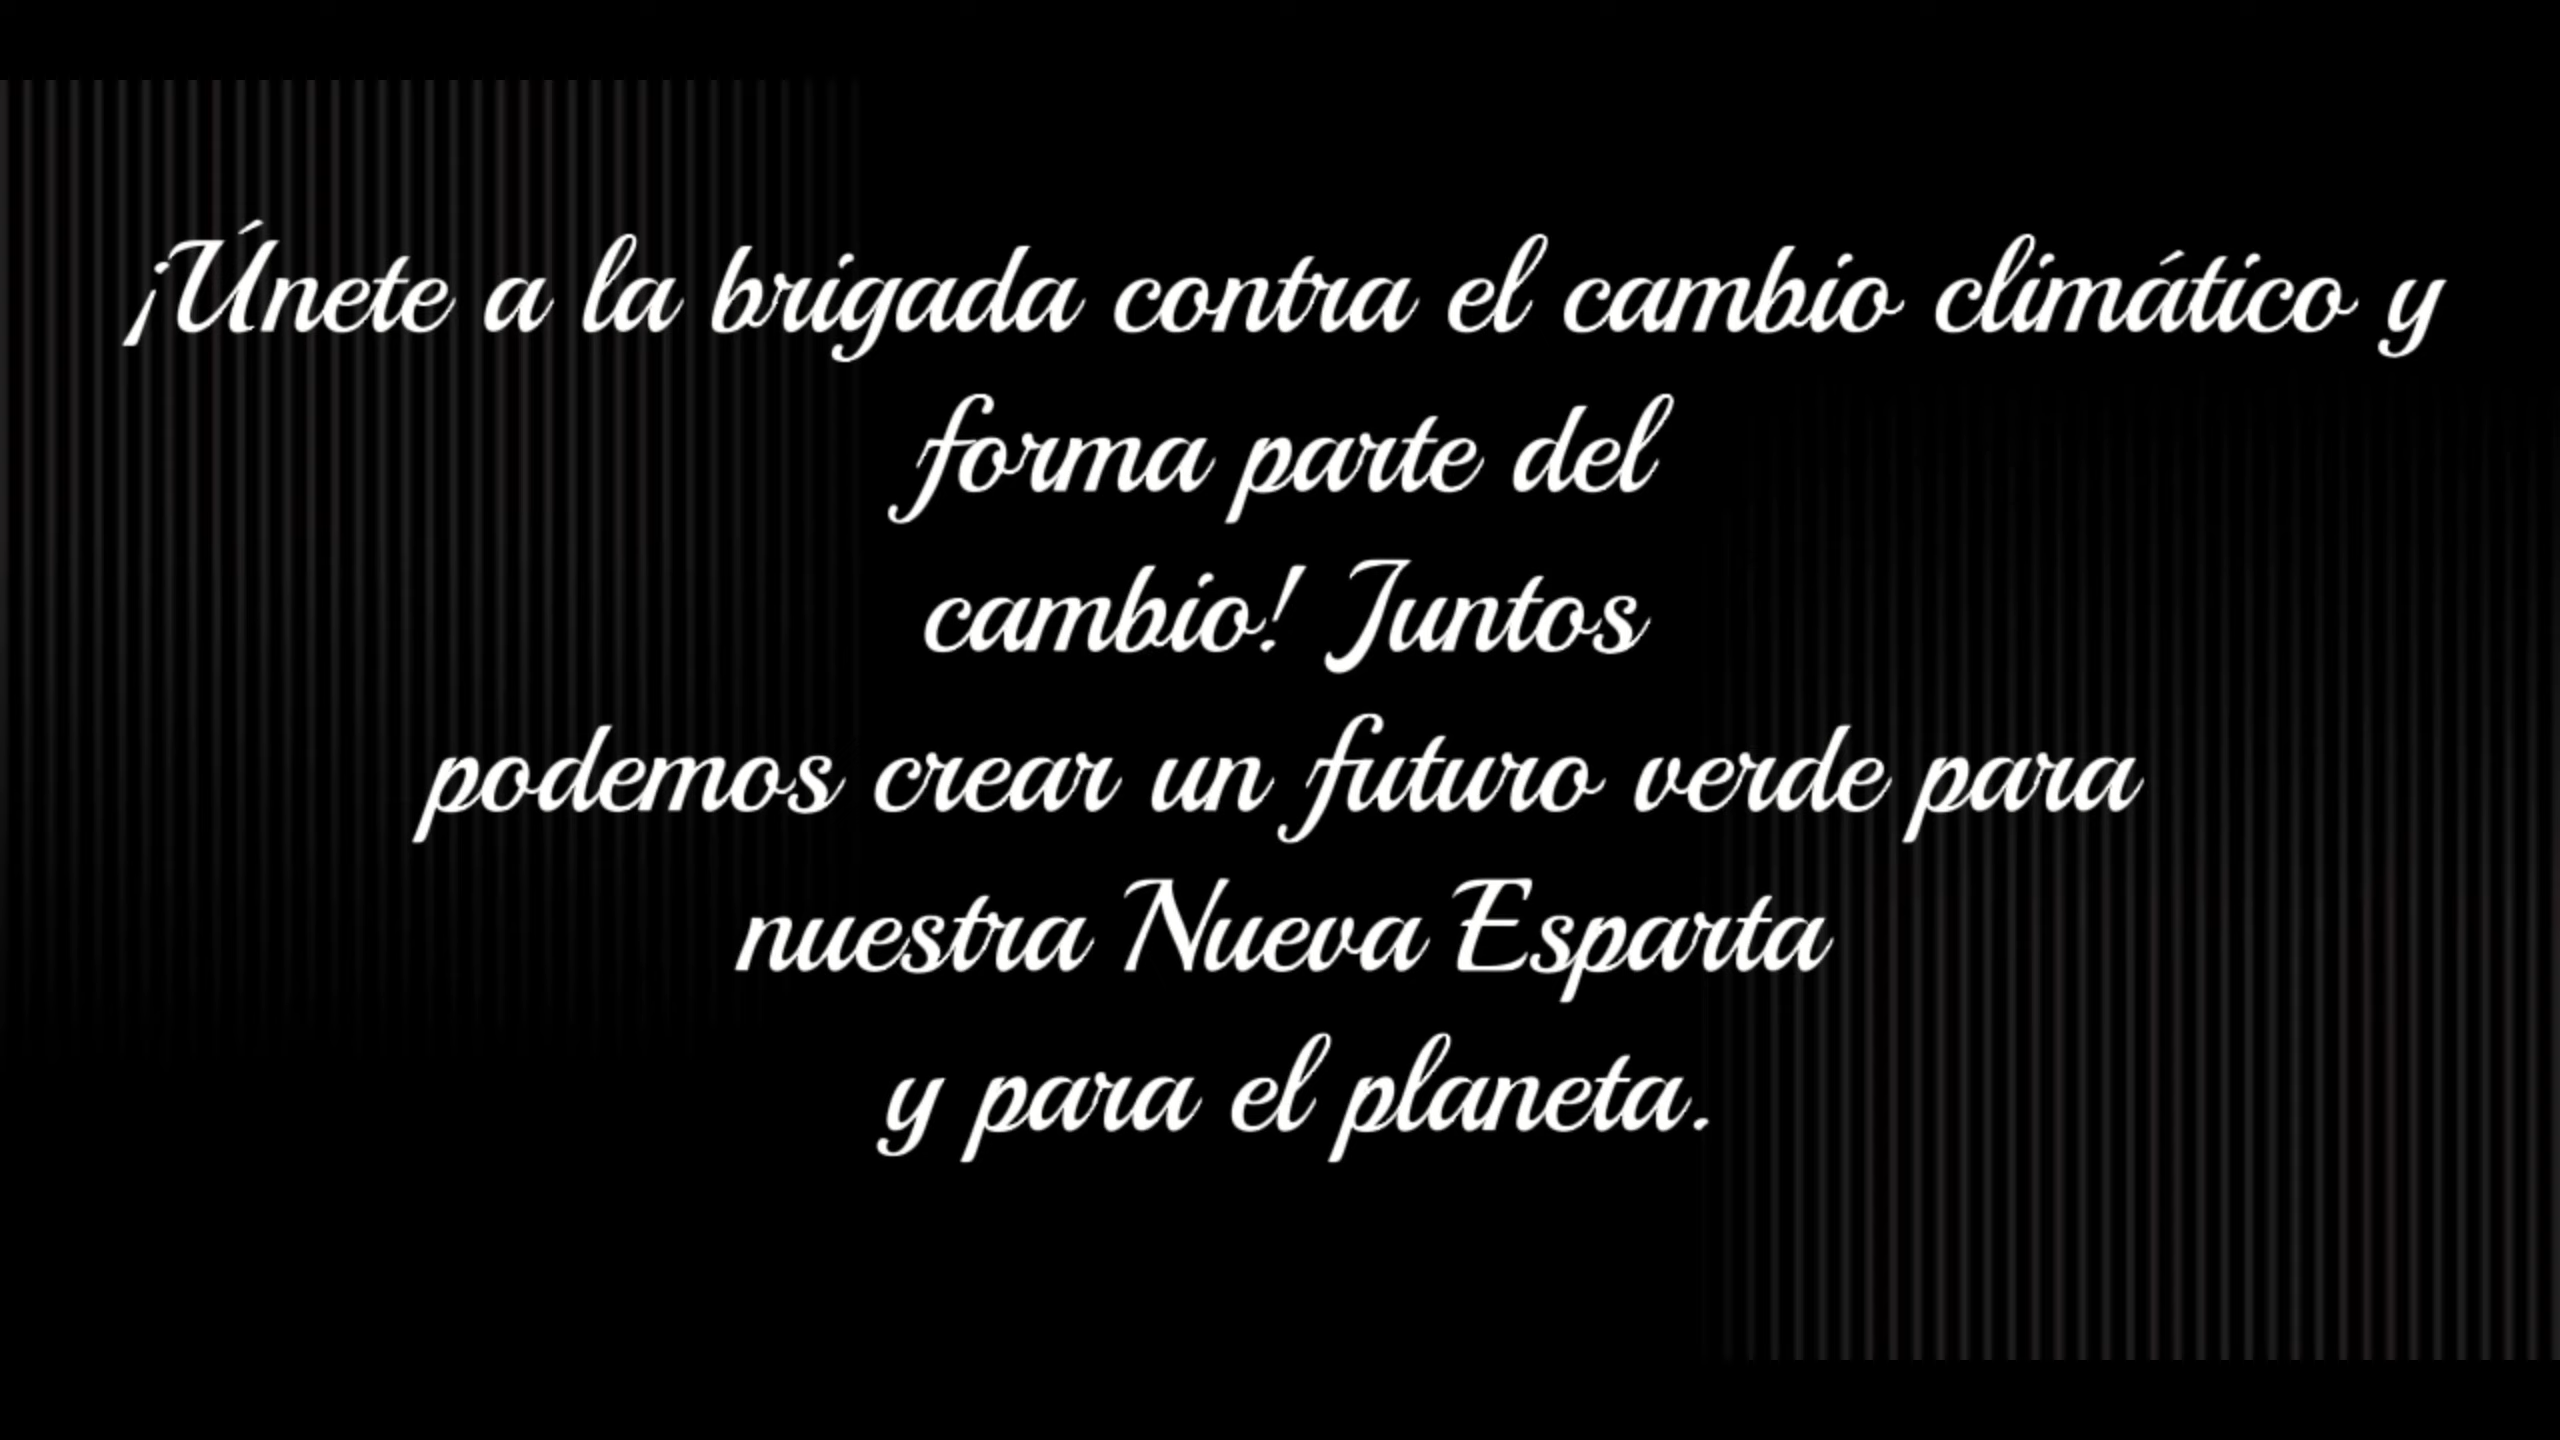 ¡Únete a la brigada contra el cambio climático y
forma parte del
cambio! Juntos
podemos crear un futuro verde para
nuestra Nueva Esparta
y para el planeta.